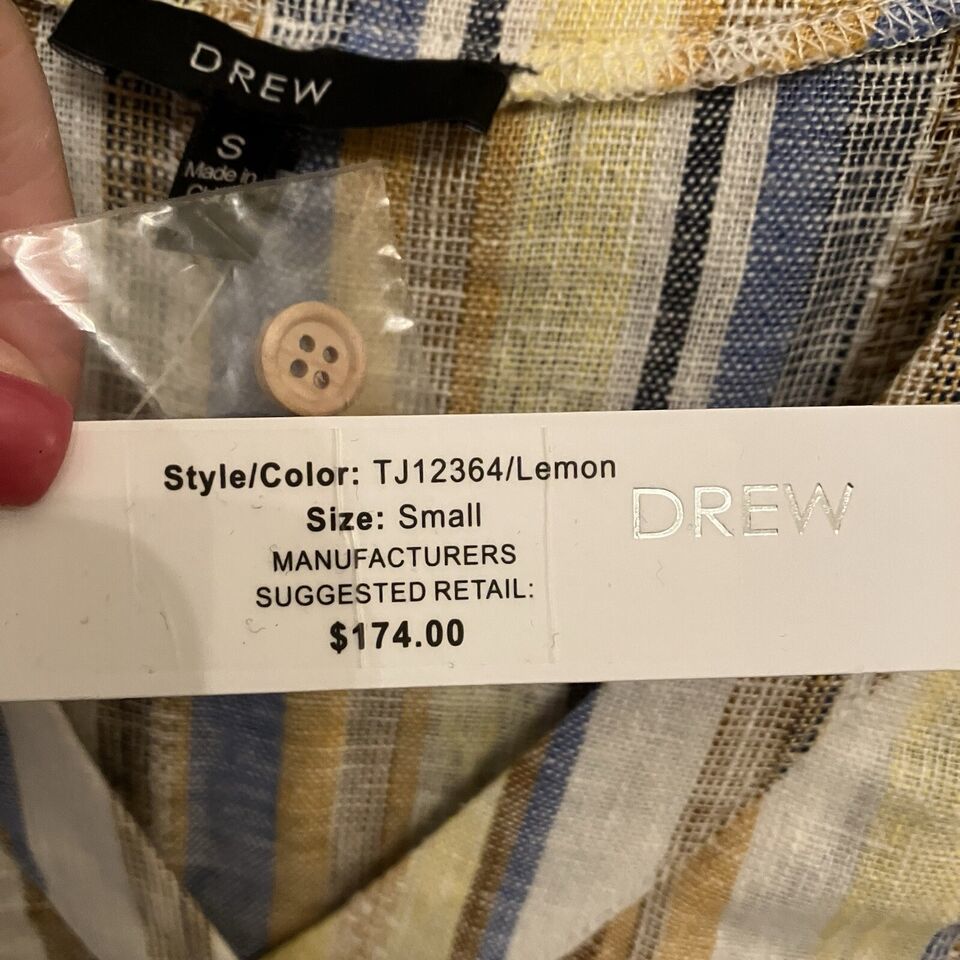 DREW
S
Made in
Style/Color: TJ12364/Lemon
Size: Small
MANUFACTURERS
SUGGESTED RETAIL:
$174.00
DREW